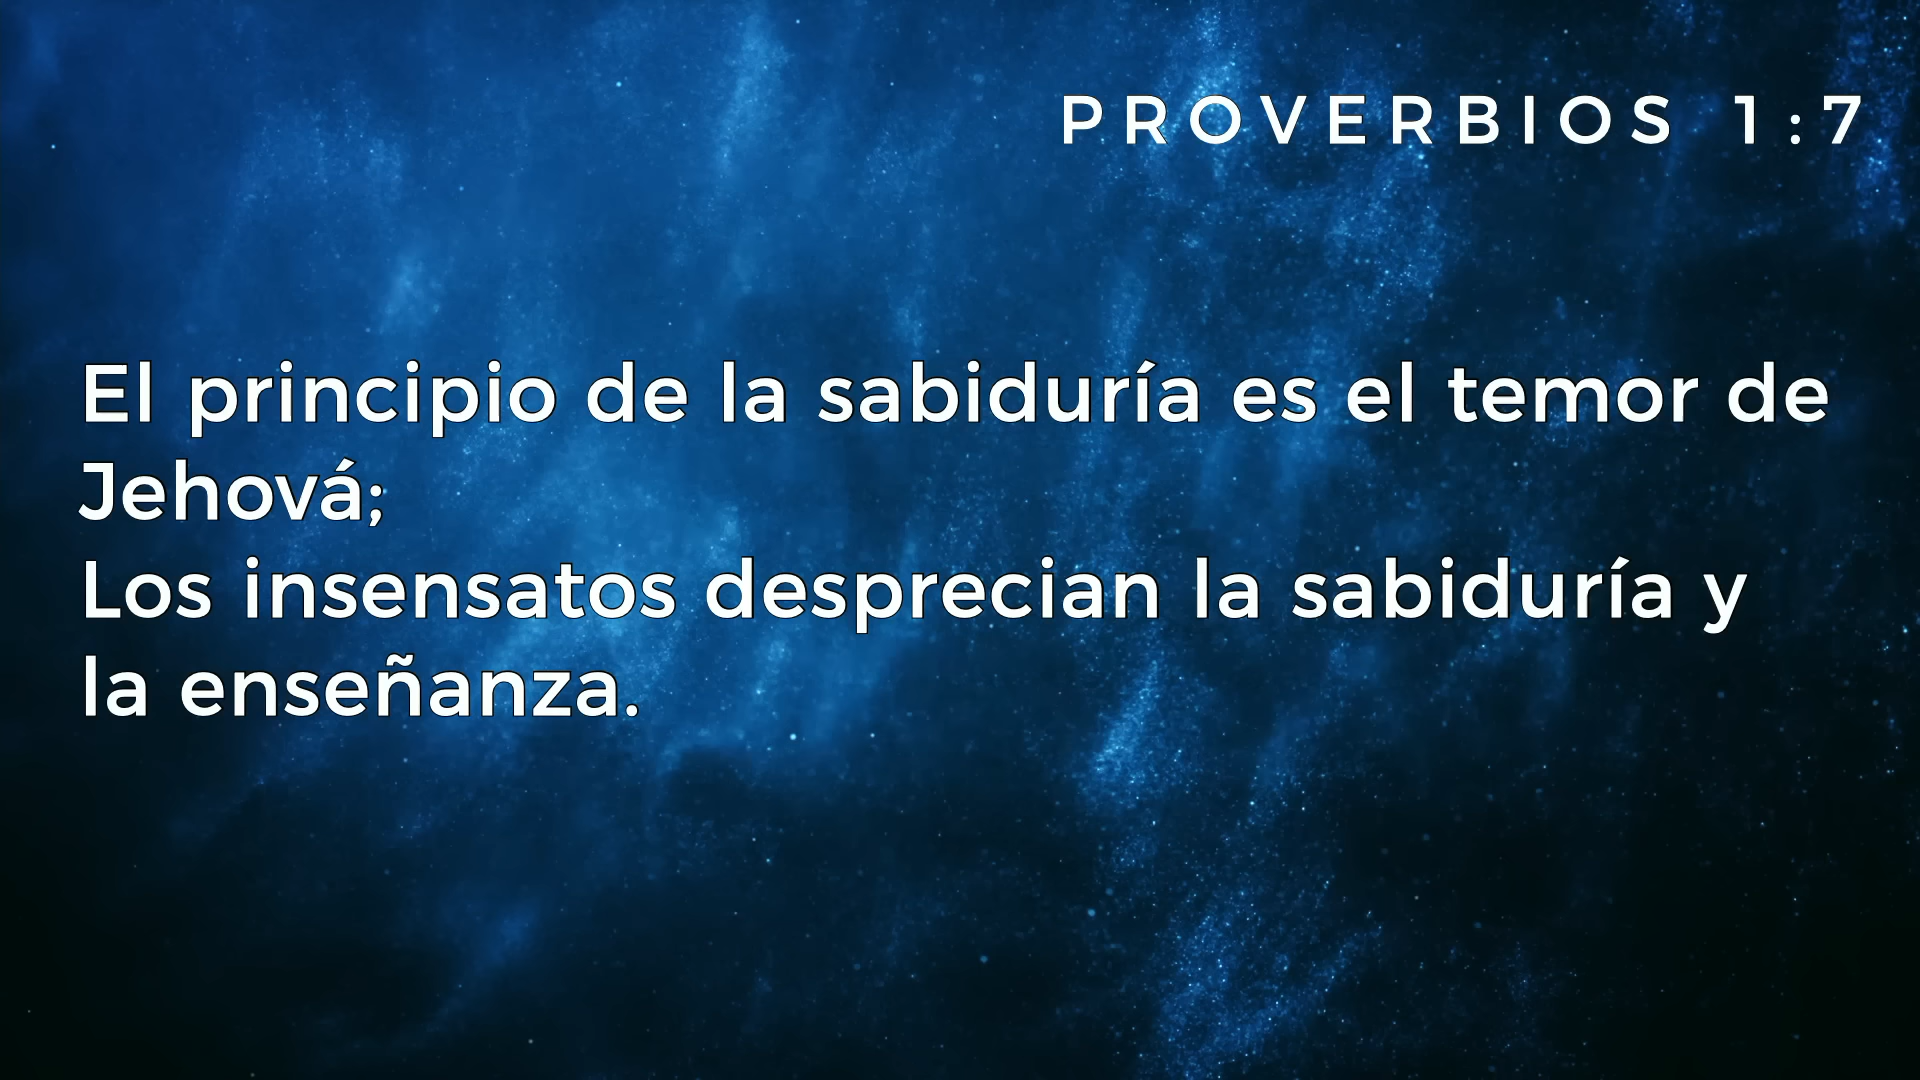 PROVERBIOS 1:7
El principio de la sabiduría es el temor de
Jehová;
Los insensatos desprecian la sabiduría y
la enseñanza.